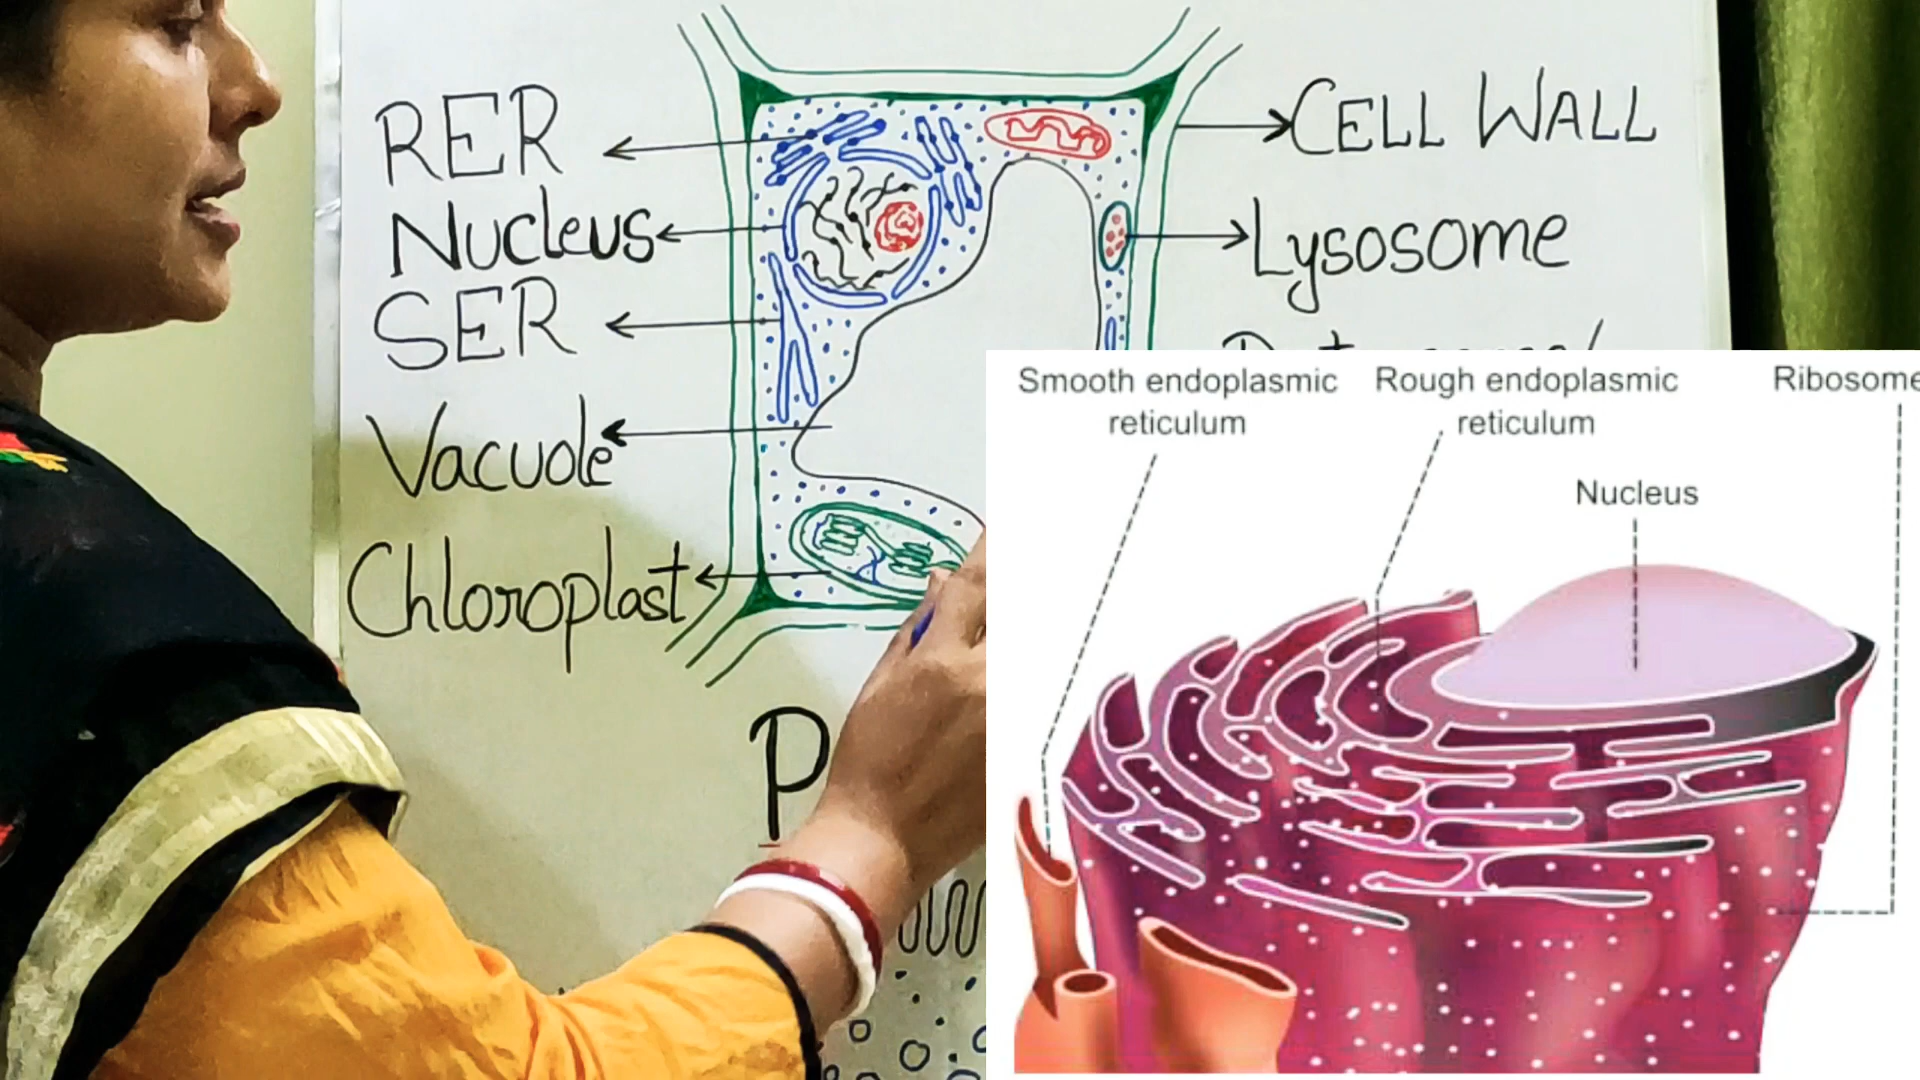 RER
Nucleus
SER
Vacuole
Chloroplast
CELL WALL
Lysosome
P
Smooth endoplasmic
reticulum
Rough endoplasmic
reticulum
Nucleus
Ribosome